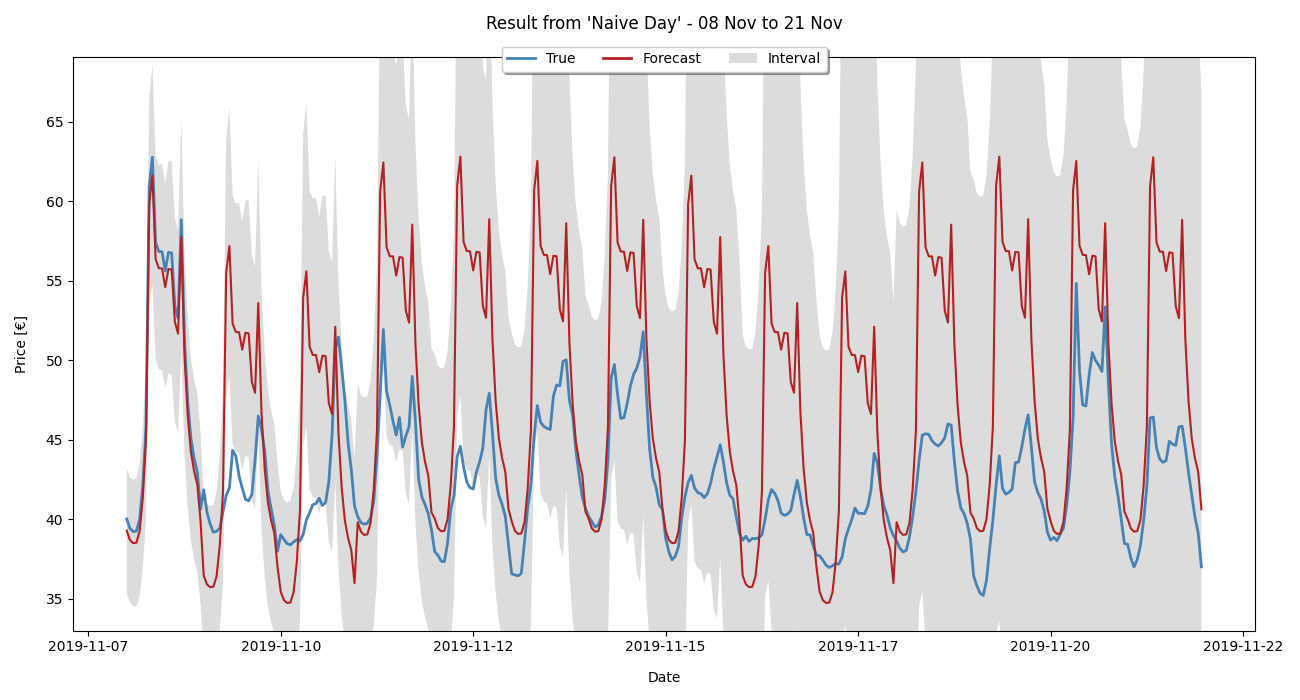 Result from 'Naive Day' - 08 Nov to 21 Nov
True Forecast Interval
65
60
55
50
45
40
35
Price [€]
2019-11-07 2019-11-10 2019-11-12 2019-11-15 2019-11-17 2019-11-20 2019-11-22
Date